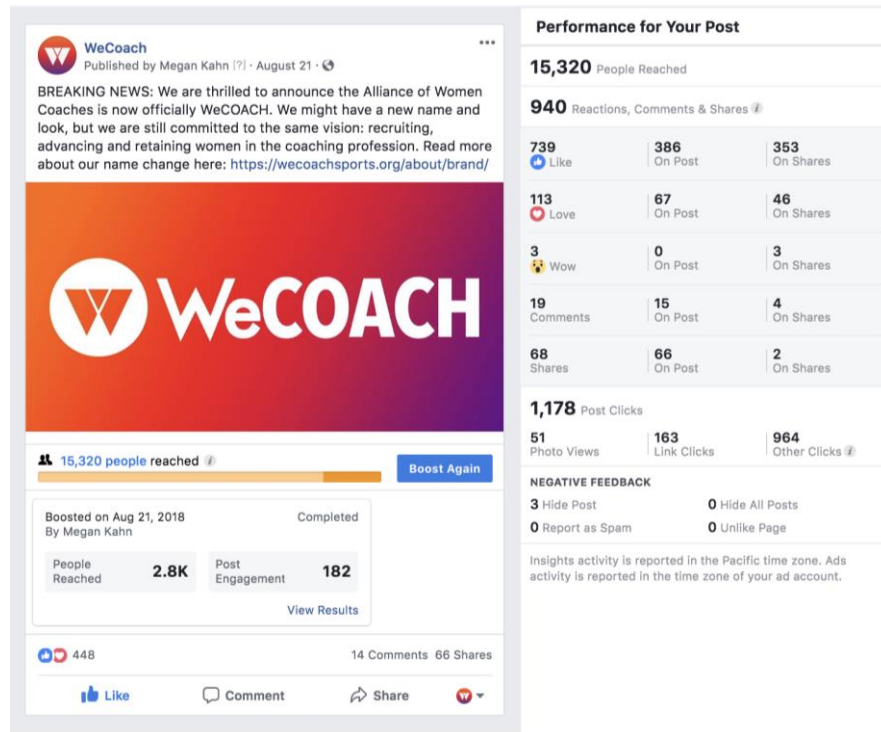 WeCoach
Published by Megan Kahn [?] · August 21 ·
BREAKING NEWS: We are thrilled to announce the Alliance of Women
Coaches is now officially WeCOACH. We might have a new name and
look, but we are still committed to the same vision: recruiting,
advancing and retaining women in the coaching profession. Read more
about our name change here: https://wecoachsports.org/about/brand/
WeCOACH
15,320 people reached
Boost Again
Boosted on Aug 21, 2018 Completed
By Megan Kahn
People Reached 2.8K Post Engagement 182
View Results
448 14 Comments 66 Shares
Like Comment Share
Performance for Your Post
15,320 People Reached
940 Reactions, Comments & Shares
739 386 353
Like On Post On Shares
113 67 46
Love On Post On Shares
3 0 3
Wow On Post On Shares
19 15 4
Comments On Post On Shares
68 66 2
Shares On Post On Shares
1,178 Post Clicks
51 163 964
Photo Views Link Clicks Other Clicks
NEGATIVE FEEDBACK
3 Hide Post 0 Hide All Posts
0 Report as Spam 0 Unlike Page
Insights activity is reported in the Pacific time zone. Ads
activity is reported in the time zone of your ad account.